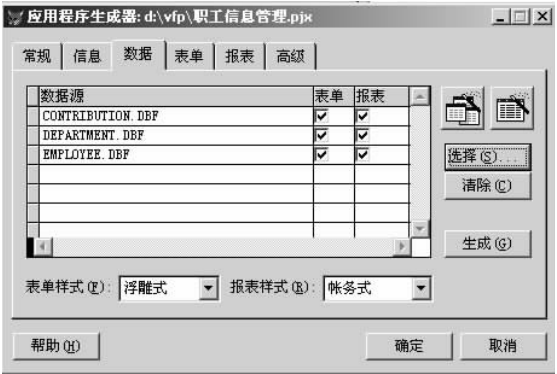 应用程序生成器: d:\vfp\职工信息管理.pjx
常规 信息 数据 表单 报表 高级
数据源 表单 报表
CONTRIBUTION.DBF
DEPARTMENT.DBF
EMPLOYEE.DBF
选择(S)...
清除(C)
生成(G)
表单样式(F): 浮雕式 报表样式(R): 帐务式
帮助(H) 确定 取消